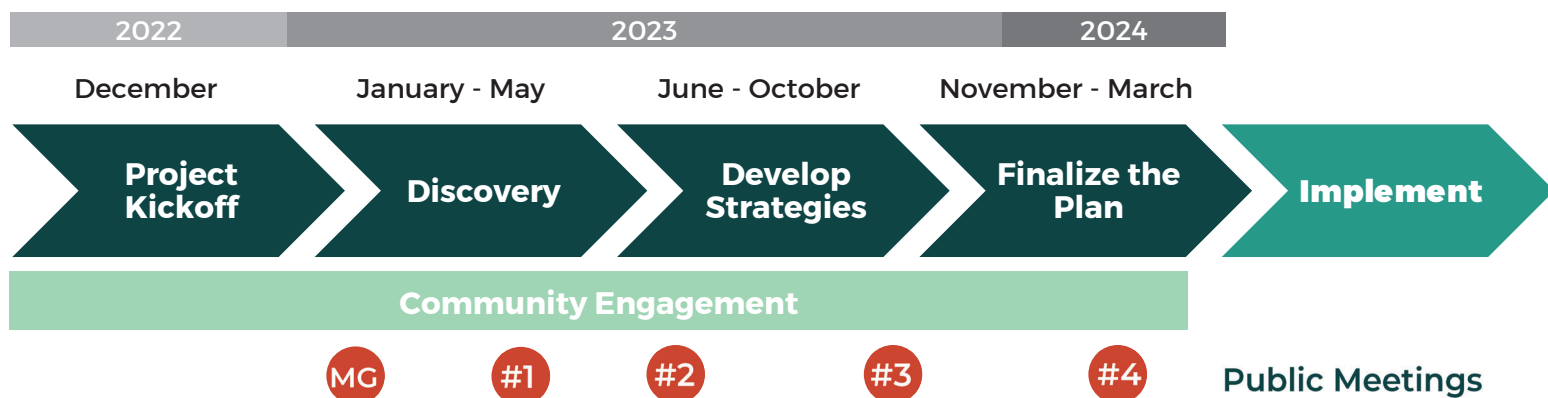 2022
2023
2024
December
January - May
June - October
November - March
Project
Kickoff
Discovery
Develop
Strategies
Finalize the
Plan
Implement
Community Engagement
MG
#1
#2
#3
#4
Public Meetings